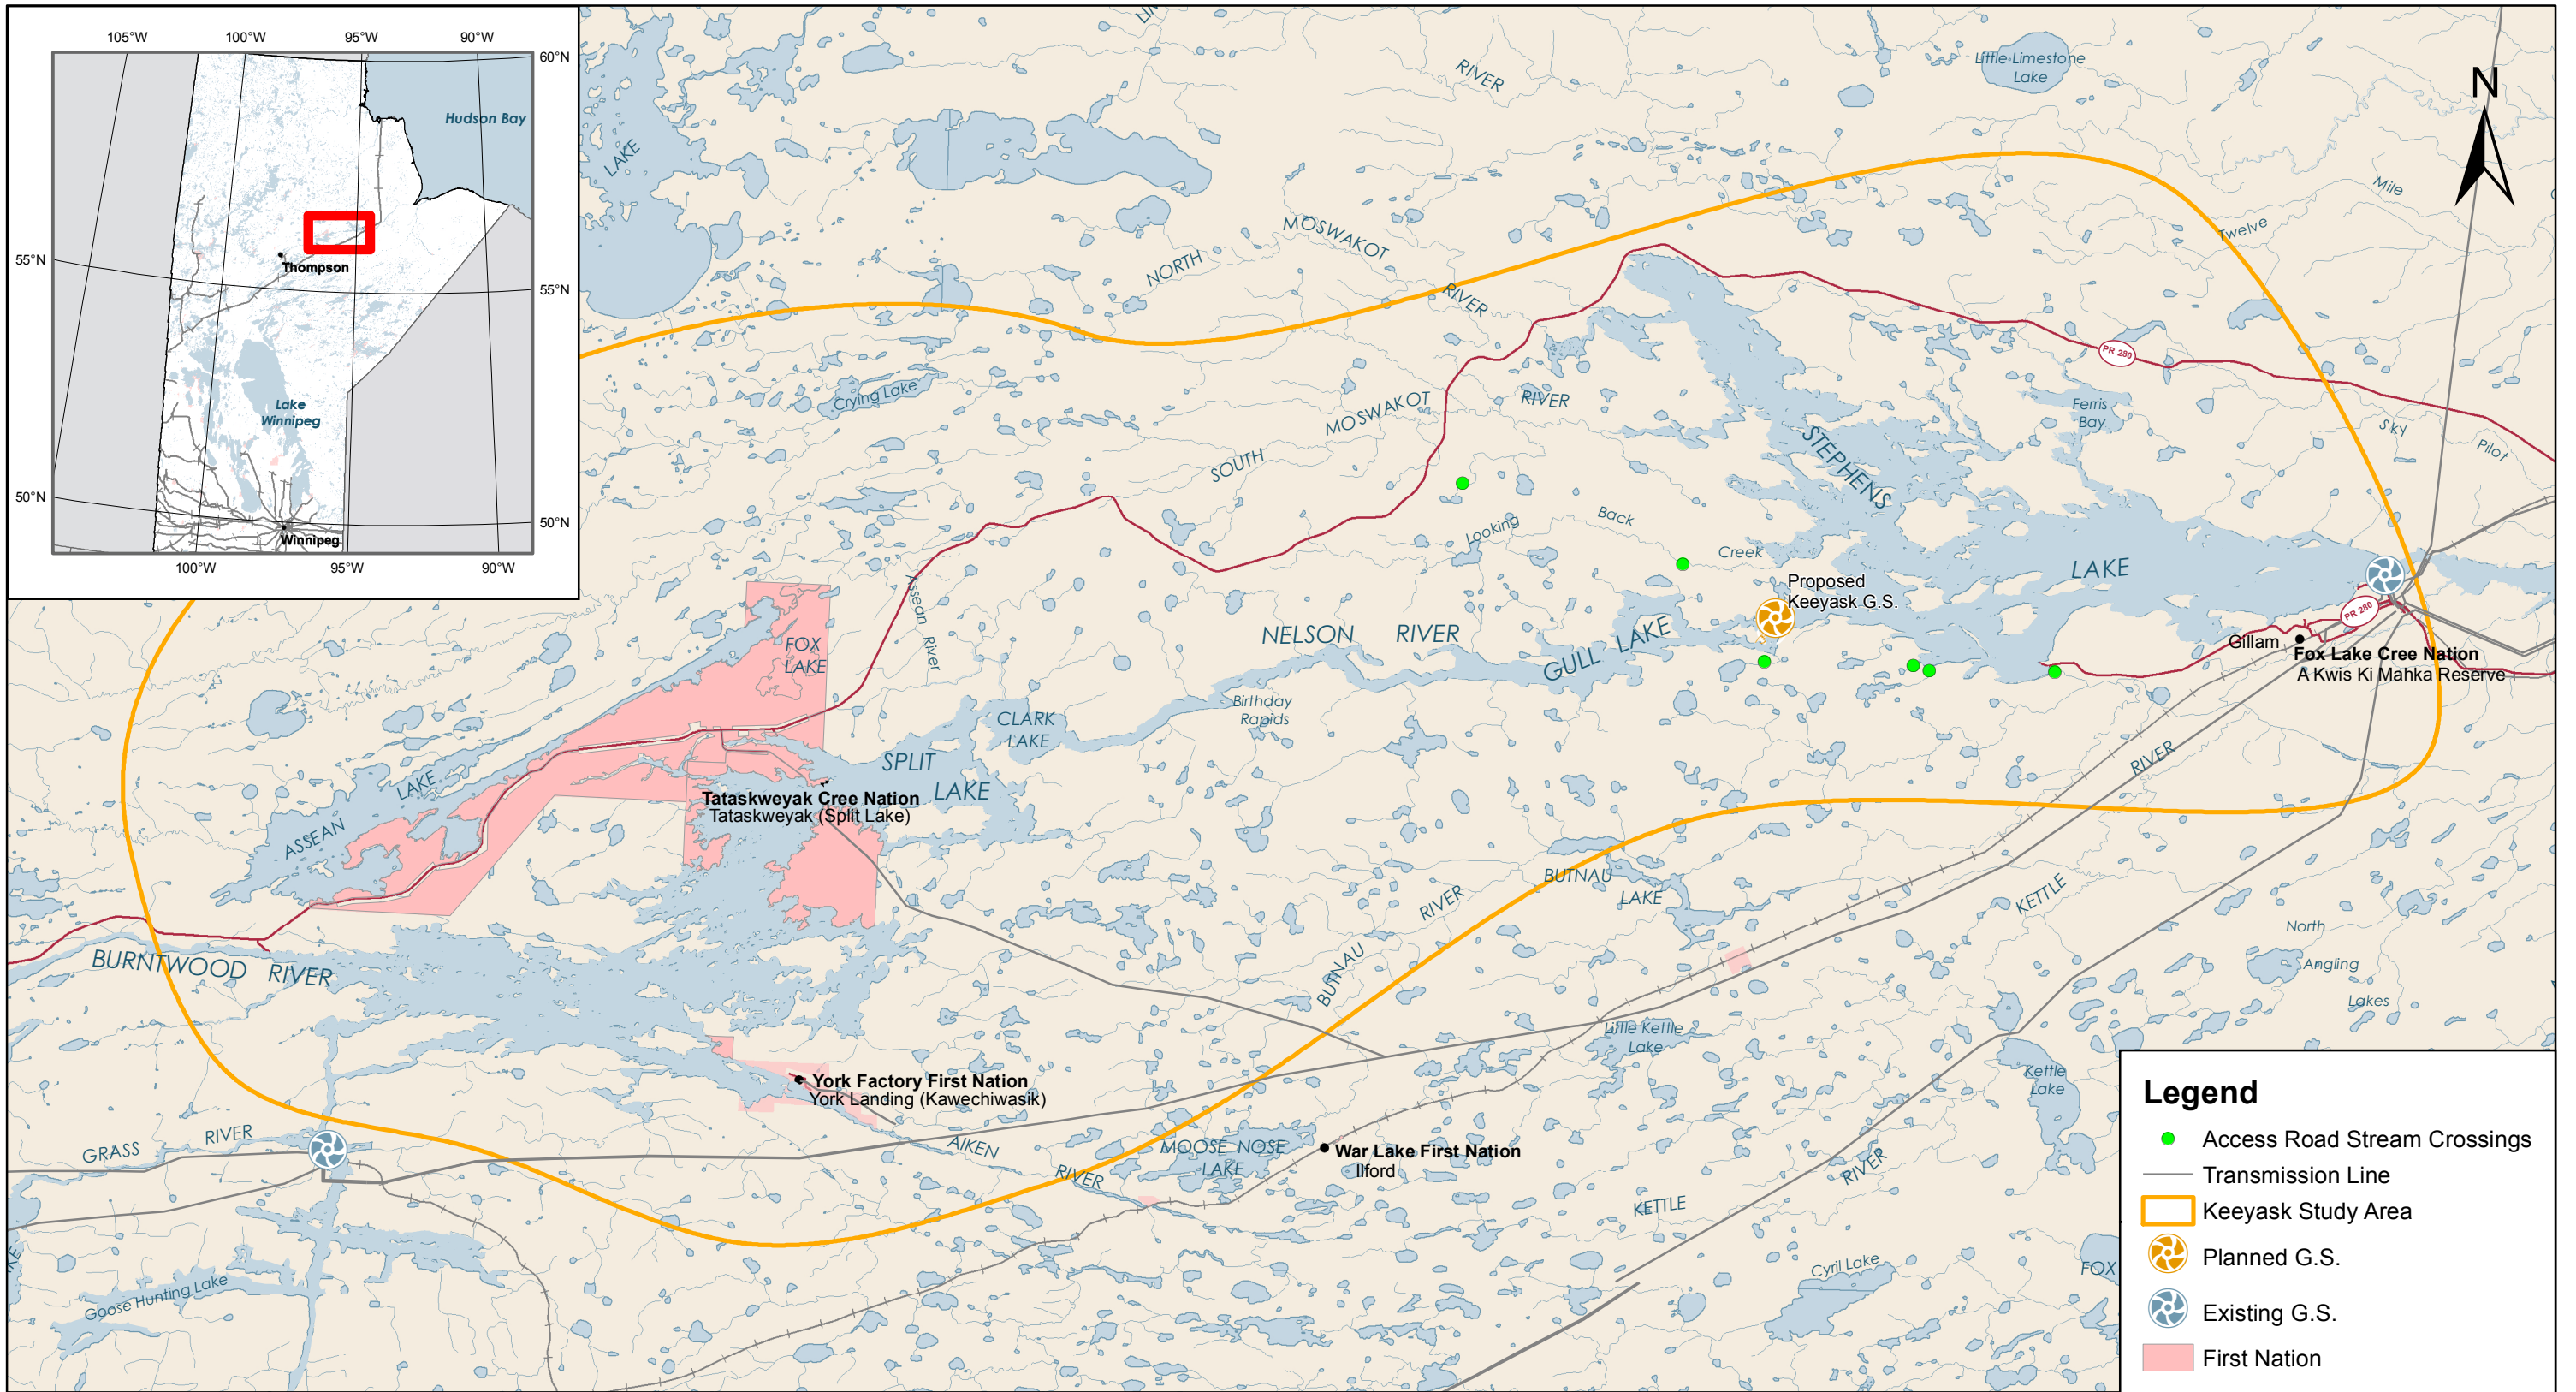 105°W
100°W
95°W
90°W
60°N
Hudson Bay
55°N
Thompson
55°N
Lake
Winnipeg
50°N
50°N
Winnipeg
100°W
95°W
90°W
N
RIVER
Little Limestone
Lake
LAKE
Mile
Twelve
MOSWAKOT
NORTH
RIVER
PR 280
Crying Lake
MOSWAKOT
RIVER
SOUTH
Ferris
Bay
Sky
Pilot
STEPHENS
LAKE
Looking
Back
Creek
Proposed
Keeyask G.S.
Assean River
FOX
LAKE
NELSON RIVER
GULL LAKE
PR 280
Gillam
Fox Lake Cree Nation
A Kwis Ki Mahka Reserve
Birthday
Rapids
CLARK
LAKE
SPLIT
LAKE
Tataskweyak Cree Nation
Tataskweyak (Split Lake)
ASSEAN
LAKE
RIVER
BUTNAU
LAKE
BUTNAU
RIVER
KETTLE
North
Angling
Lakes
BURNTWOOD RIVER
Little Kettle
Lake
Kettle
Lake
York Factory First Nation
York Landing (Kawechiwasik)
GRASS
RIVER
AIKEN
RIVER
MOOSE NOSE
LAKE
War Lake First Nation
Ilford
KETTLE
RIVER
Goose Hunting Lake
Cyril Lake
FOX
Legend
Access Road Stream Crossings
Transmission Line
Keeyask Study Area
Planned G.S.
Existing G.S.
First Nation